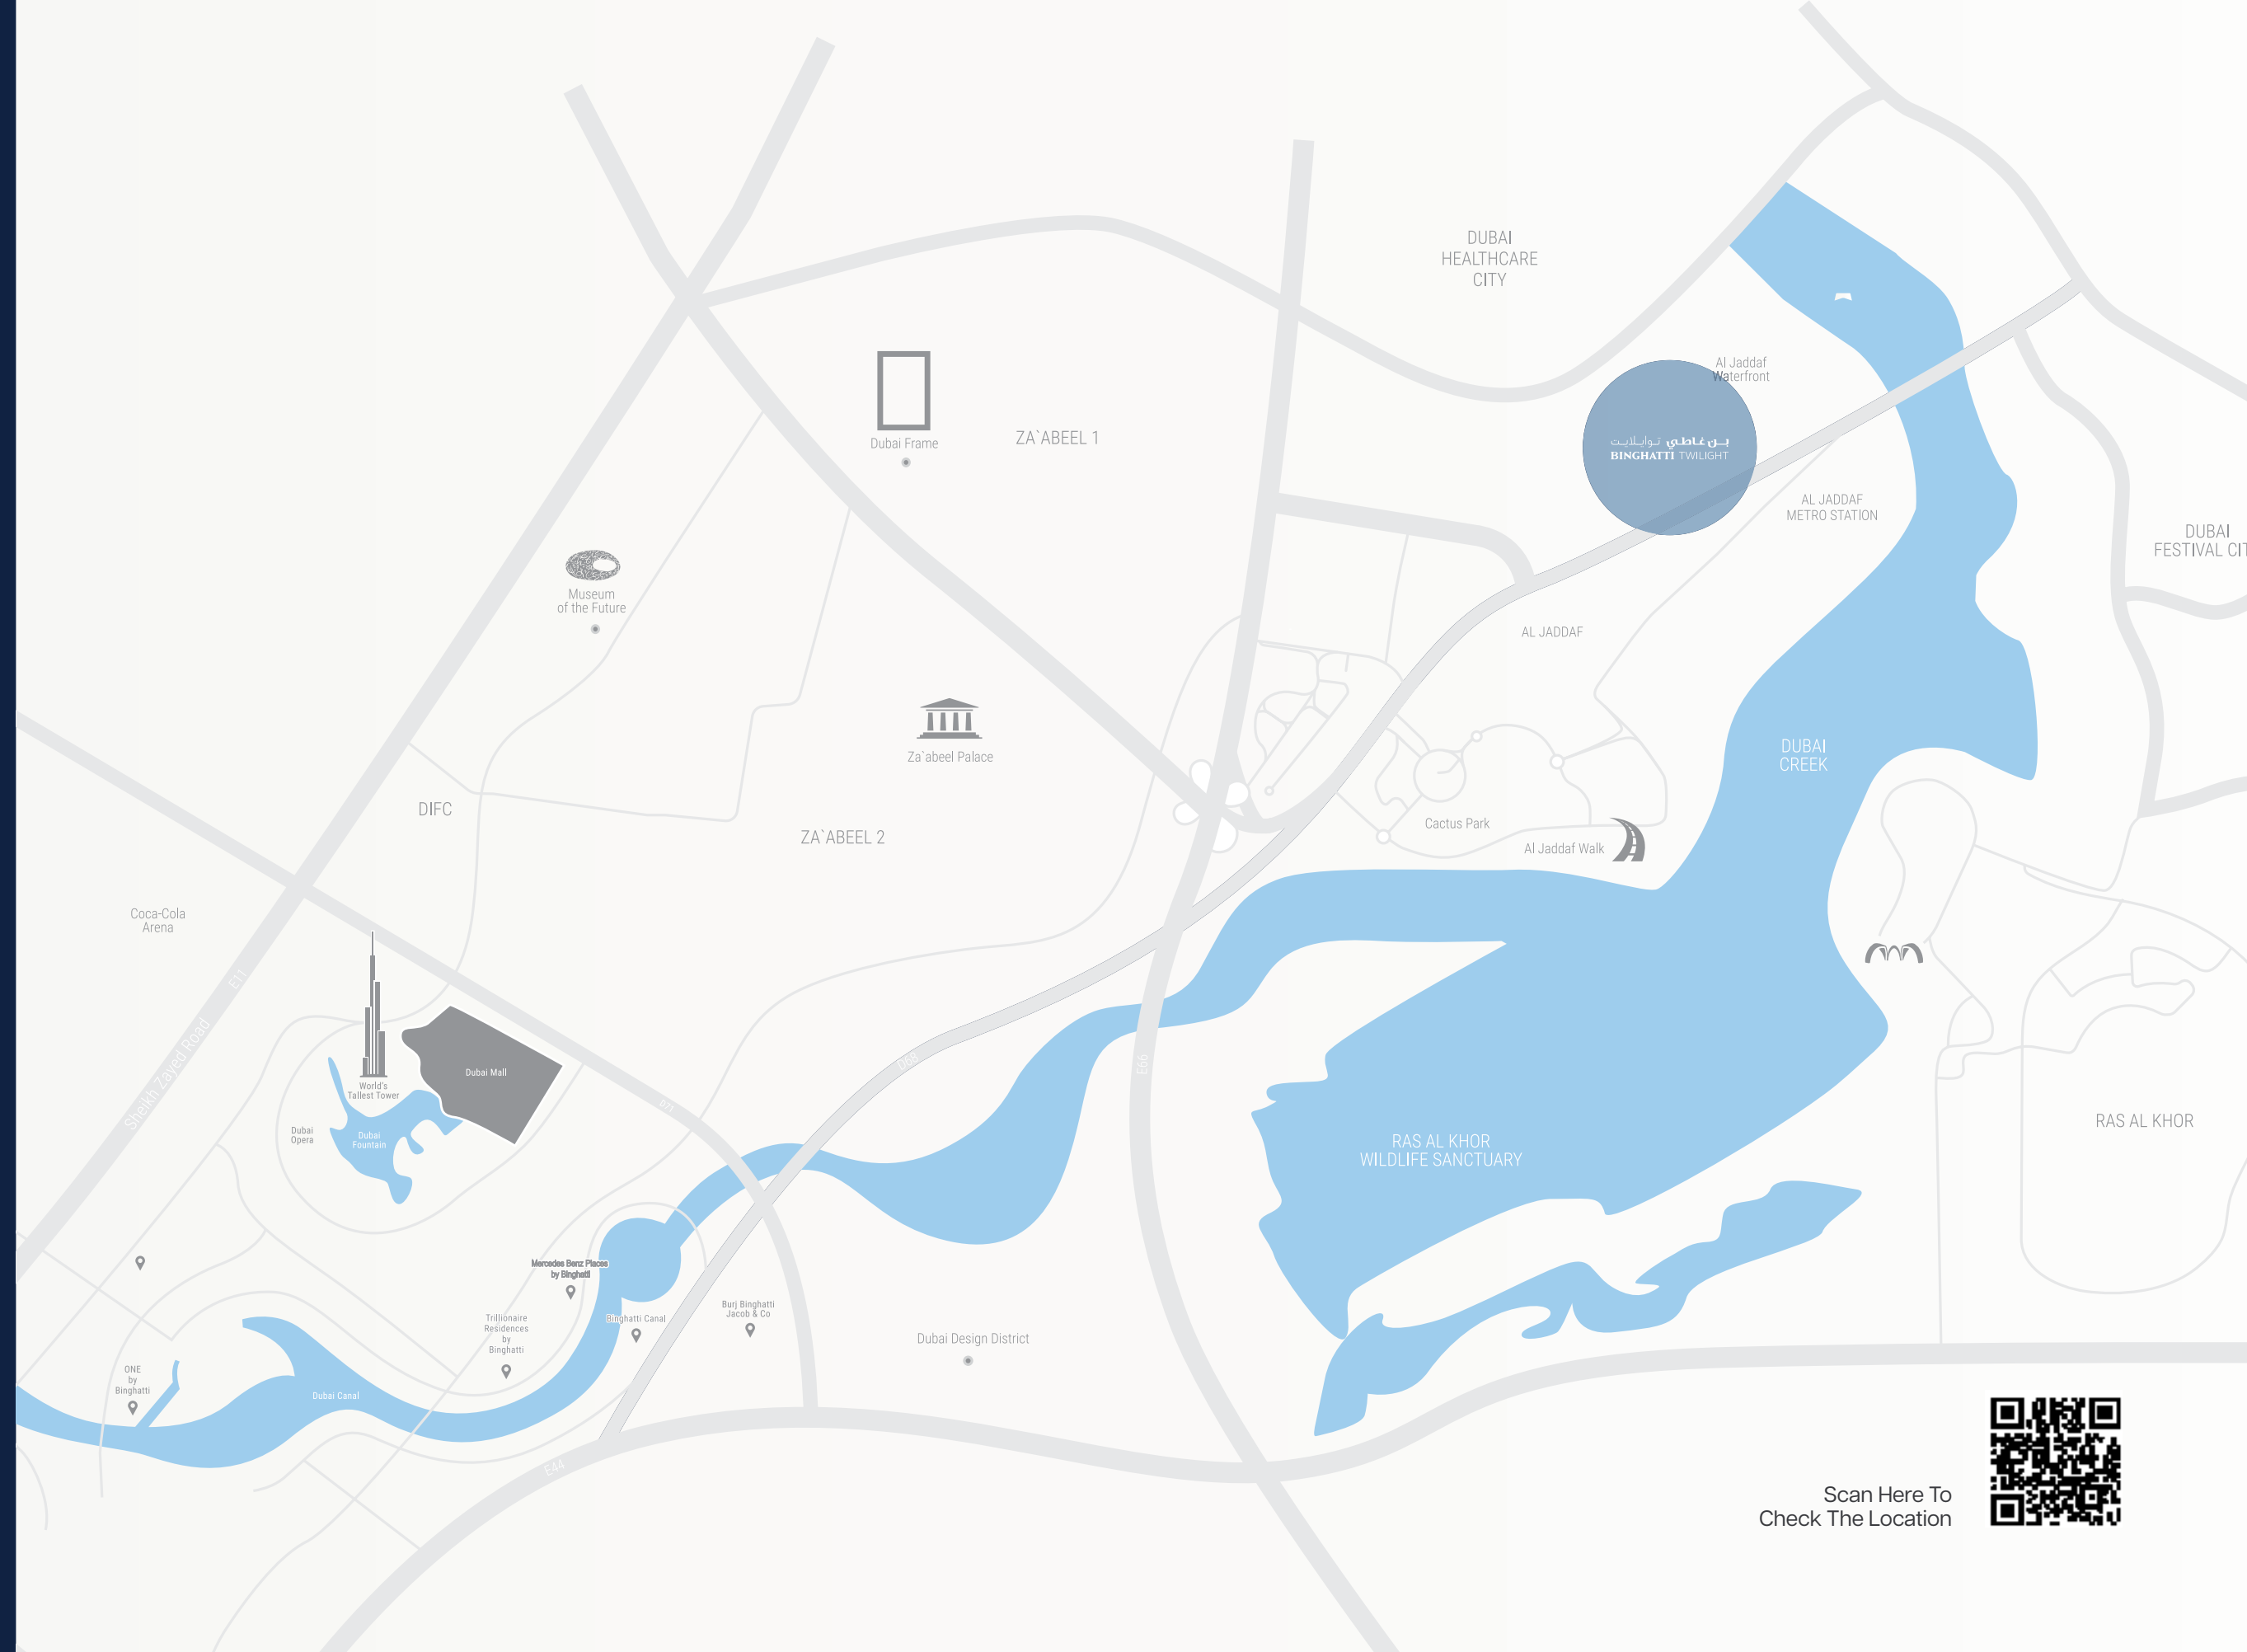 DUBAI
HEALTHCARE
CITY
Al Jaddaf
Waterfront
بن غاطي توايلايت
BINGHATTI TWILIGHT
Dubai Frame
ZA`ABEEL 1
AL JADDAF
METRO STATION
DUBAI
FESTIVAL CIT
Museum
of the Future
AL JADDAF
Za`abeel Palace
DUBAI
CREEK
DIFC
ZA`ABEEL 2
Cactus Park
Al Jaddaf Walk
Coca-Cola
Arena
E11
Sheikh Zayed Road
World's
Tallest Tower
Dubai Mall
D68
E66
D71
Dubai
Opera
Dubai
Fountain
RAS AL KHOR
RAS AL KHOR
WILDLIFE SANCTUARY
Mercedes Benz Places
by Binghatti
Trillionaire
Residences
by
Binghatti
Binghatti Canal
Burj Binghatti
Jacob & Co
Dubai Design District
ONE
by
Binghatti
Dubai Canal
E44
Scan Here To
Check The Location